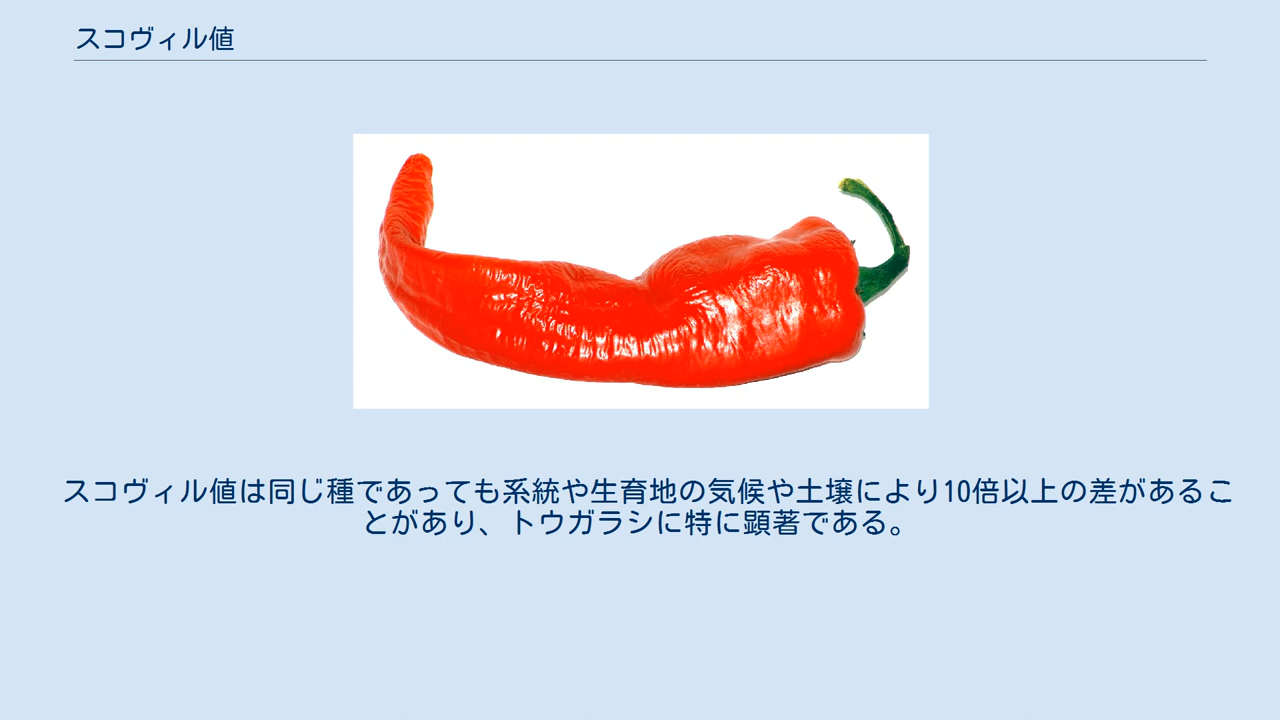 スコヴィル値
スコヴィル値は同じ種であっても系統や生育地の気候や土壌により10倍以上の差があるこ
とがあり、トウガラシに特に顕著である。